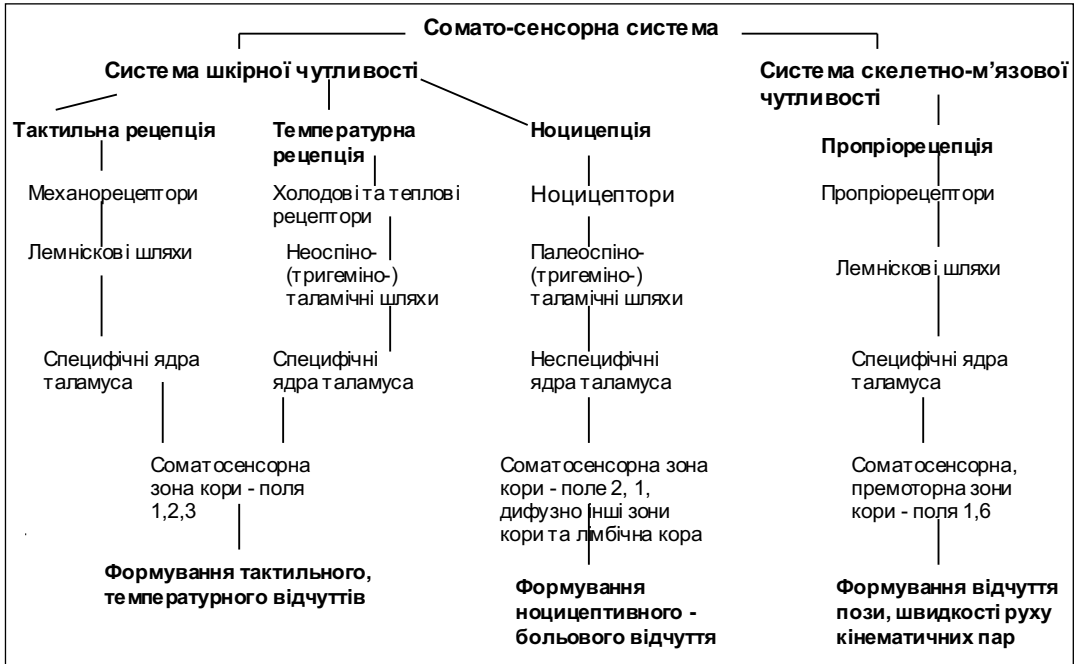 Сомато-сенсорна система
Система шкірної чутливості
Система скелетно-м’язової
чутливості
Тактильна рецепція
Температурна
рецепція
Ноцицепція
Пропріорецепція
Механорецептори
Холодові та теплові
рецептори
Ноцицептори
Пропріорецептори
Лемніскові шляхи
Неоспіно-
(тригеміно-)
таламічні шляхи
Палеоспіно-
(тригеміно-)
таламічні шляхи
Лемніскові шляхи
Специфічні ядра
таламуса
Специфічні
ядра таламуса
Неспецифічні
ядра таламуса
Специфічні ядра
таламуса
Соматосенсорна
зона кори - поля
1,2,3
Соматосенсорна зона
кори - поле 2, 1,
дифузно інші зони
кори та лімбічна кора
Соматосенсорна,
премоторна зони
кори - поля 1,6
Формування тактильного,
температурного відчуттів
Формування
ноцицептивного -
больового відчуття
Формування відчуття
пози, швидкості руху
кінематичних пар